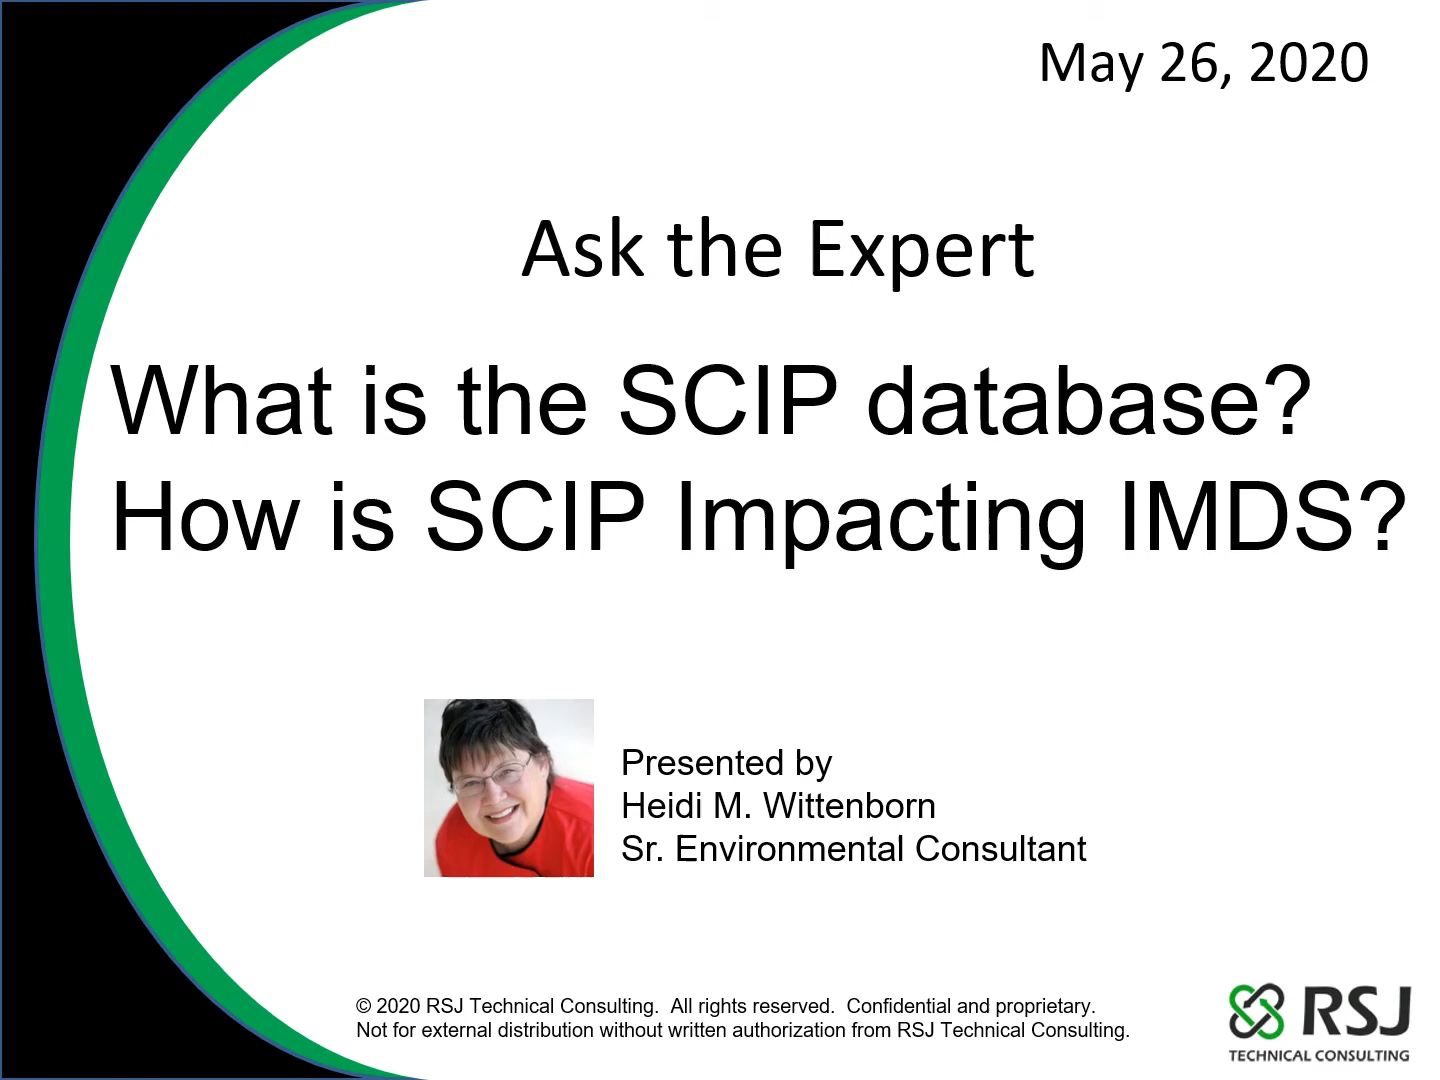 May 26, 2020
Ask the Expert
What is the SCIP database?
How is SCIP Impacting IMDS?
Presented by
Heidi M. Wittenborn
Sr. Environmental Consultant
© 2020 RSJ Technical Consulting.  All rights reserved.  Confidential and proprietary.
Not for external distribution without written authorization from RSJ Technical Consulting.
RSJ
TECHNICAL CONSULTING